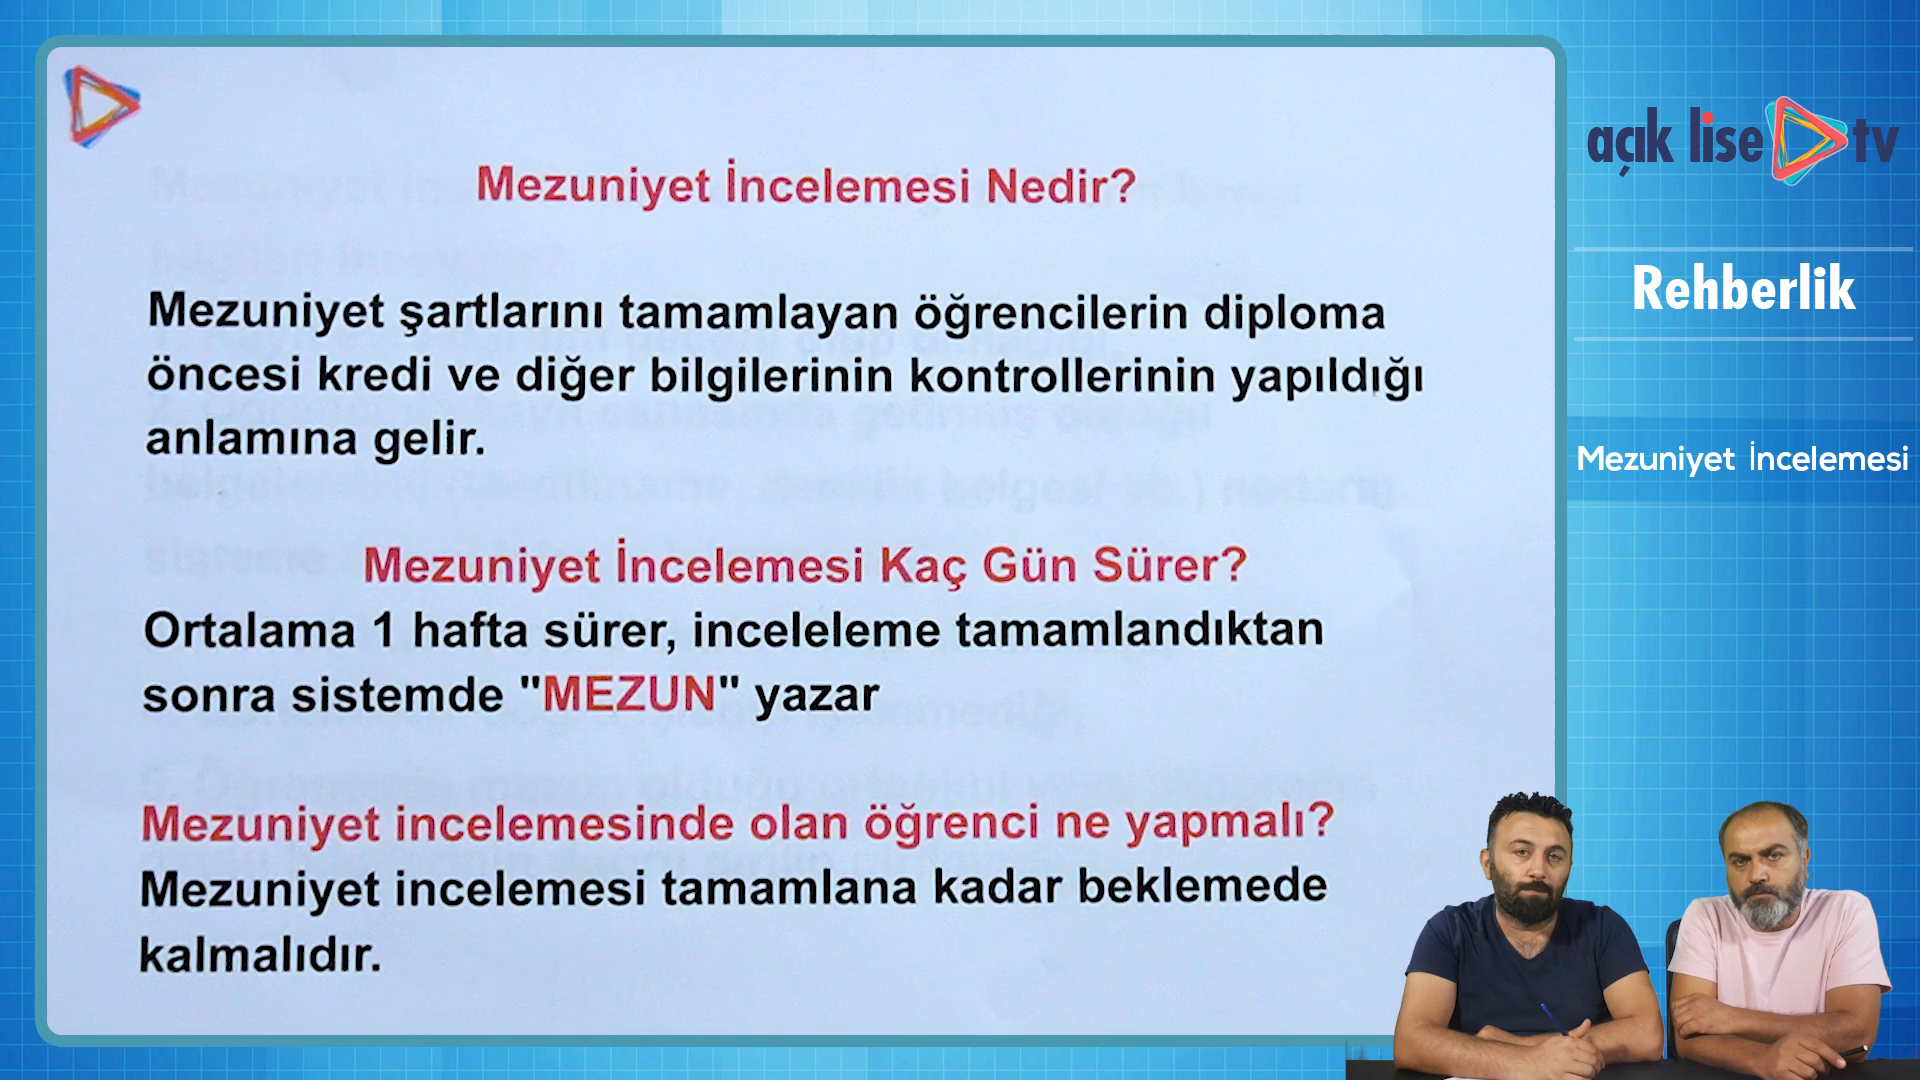 Mezuniyet İncelemesi Nedir?
Mezuniyet şartlarını tamamlayan öğrencilerin diploma
öncesi kredi ve diğer bilgilerinin kontrollerinin yapıldığı
anlamına gelir.
Mezuniyet İncelemesi Kaç Gün Sürer?
Ortalama 1 hafta sürer, inceleleme tamamlandıktan
sonra sistemde "MEZUN" yazar
Mezuniyet incelemesinde olan öğrenci ne yapmalı?
Mezuniyet incelemesi tamamlana kadar beklemede
kalmalıdır.
açık lise tv
Rehberlik
Mezuniyet İncelemesi